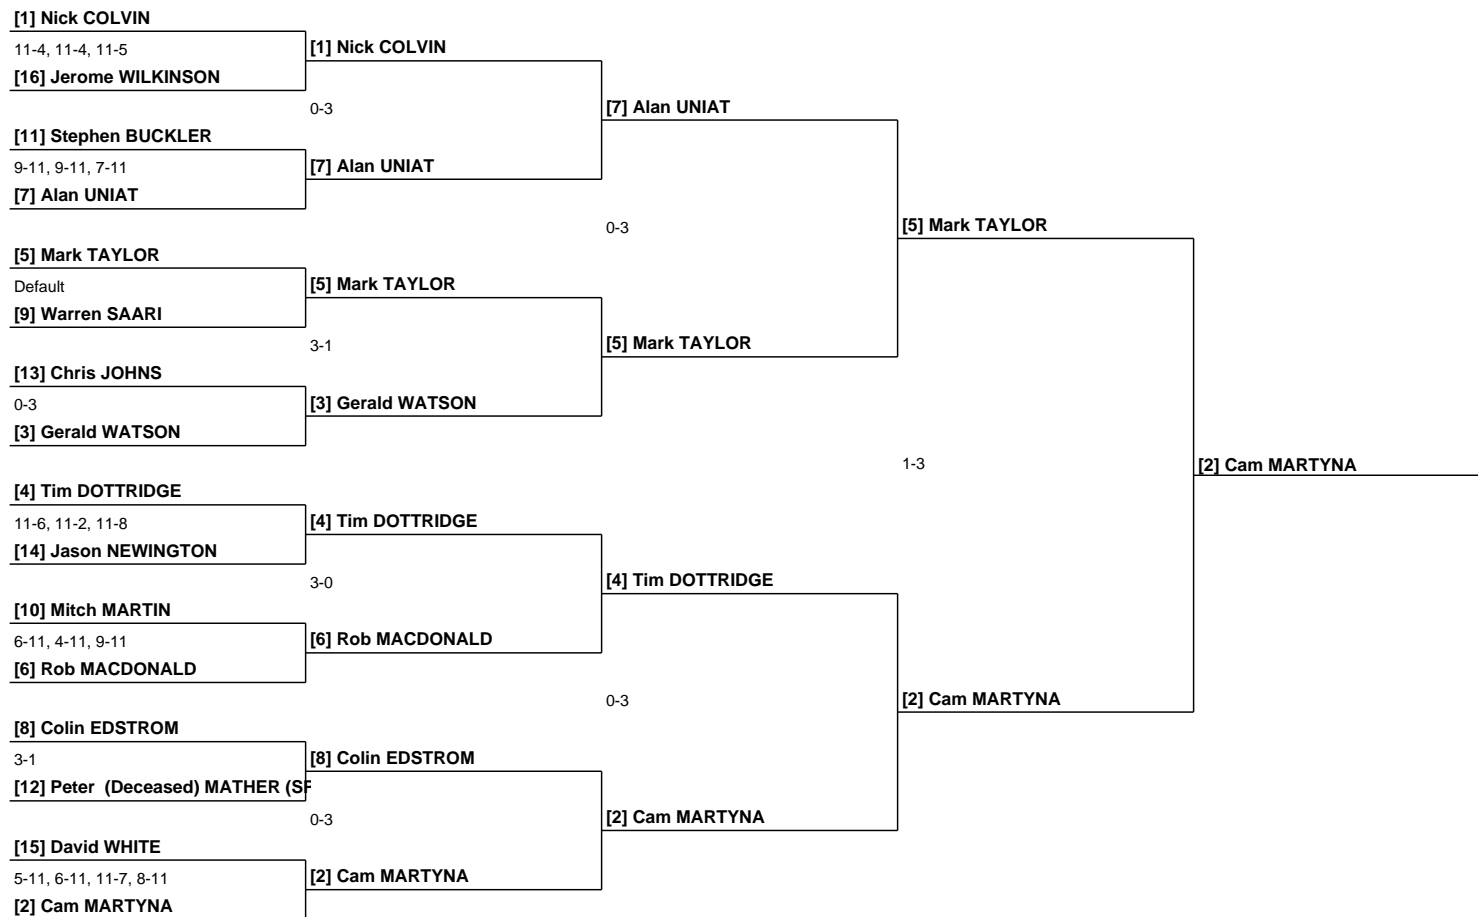 [1] Nick COLVIN
11-4, 11-4, 11-5
[16] Jerome WILKINSON
[11] Stephen BUCKLER
9-11, 9-11, 7-11
[7] Alan UNIAT
[5] Mark TAYLOR
Default
[9] Warren SAARI
[13] Chris JOHNS
0-3
[3] Gerald WATSON
[4] Tim DOTTRIDGE
11-6, 11-2, 11-8
[14] Jason NEWINGTON
[10] Mitch MARTIN
6-11, 4-11, 9-11
[6] Rob MACDONALD
[8] Colin EDSTROM
3-1
[12] Peter (Deceased) MATHER (SF
[15] David WHITE
5-11, 6-11, 11-7, 8-11
[2] Cam MARTYNA
[1] Nick COLVIN
0-3
[7] Alan UNIAT
[5] Mark TAYLOR
3-1
[3] Gerald WATSON
[4] Tim DOTTRIDGE
3-0
[6] Rob MACDONALD
[8] Colin EDSTROM
0-3
[2] Cam MARTYNA
[7] Alan UNIAT
0-3
[5] Mark TAYLOR
[4] Tim DOTTRIDGE
0-3
[2] Cam MARTYNA
[5] Mark TAYLOR
1-3
[2] Cam MARTYNA
[2] Cam MARTYNA